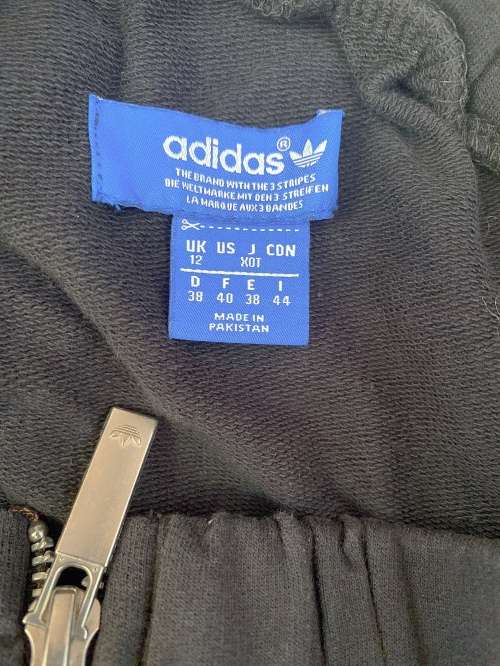 adidas®
THE BRAND WITH THE 3 STRIPES
DIE WELTMARKE MIT DEN 3 STREIFEN
LA MARQUE AUX 3 BANDES
UK US J CDN
12 XOT
D F E I
38 40 38 44
MADE IN
PAKISTAN